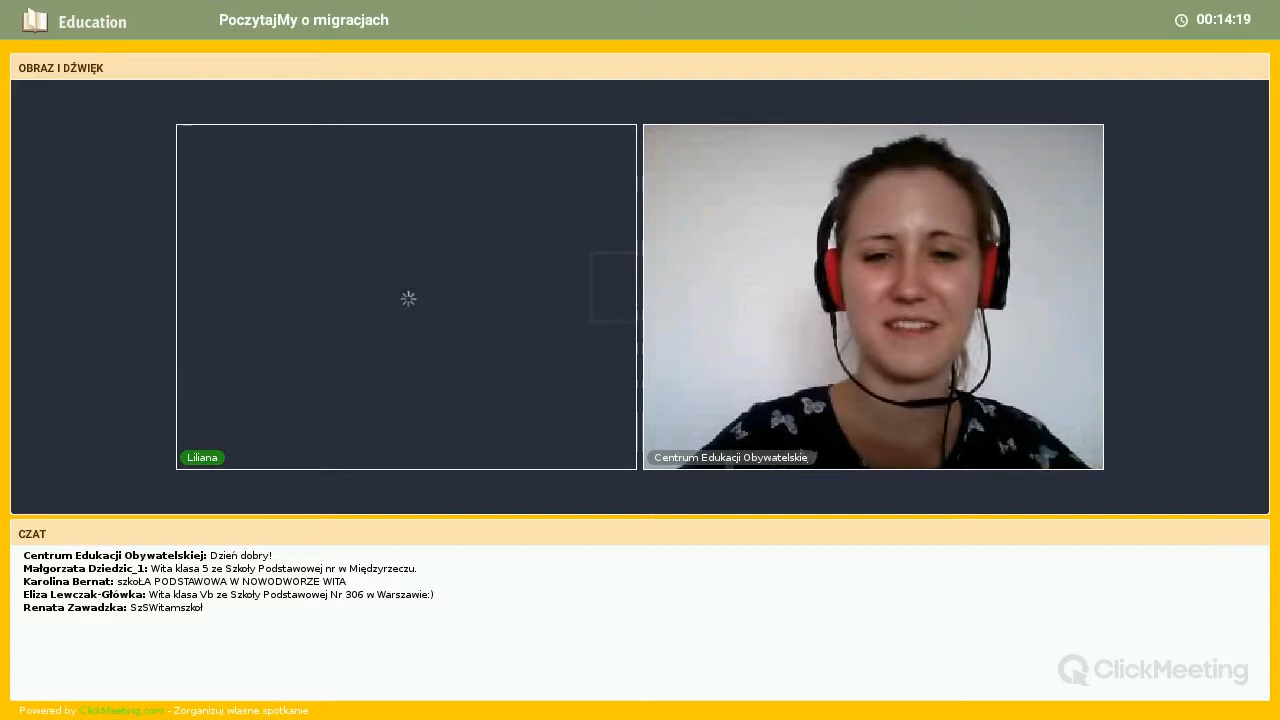 Education
PoczytajMy o migracjach
00:14:19
OBRAZ I DŹWIĘK
Liliana
Centrum Edukacji Obywatelskie
CZAT
Centrum Edukacji Obywatelskiej: Dzień dobry!
Małgorzata Dziedzic_1: Wita klasa 5 ze Szkoły Podstawowej nr w Międzyrzeczu.
Karolina Bernat: szkoŁA PODSTAWOWA W NOWODWORZE WITA
Eliza Lewczak-Główka: Wita klasa Vb ze Szkoły Podstawowej Nr 306 w Warszawie:)
Renata Zawadzka: SzSWitamszkoł
ClickMeeting
Powered by ClickMeeting.com - Zorganizuj własne spotkanie